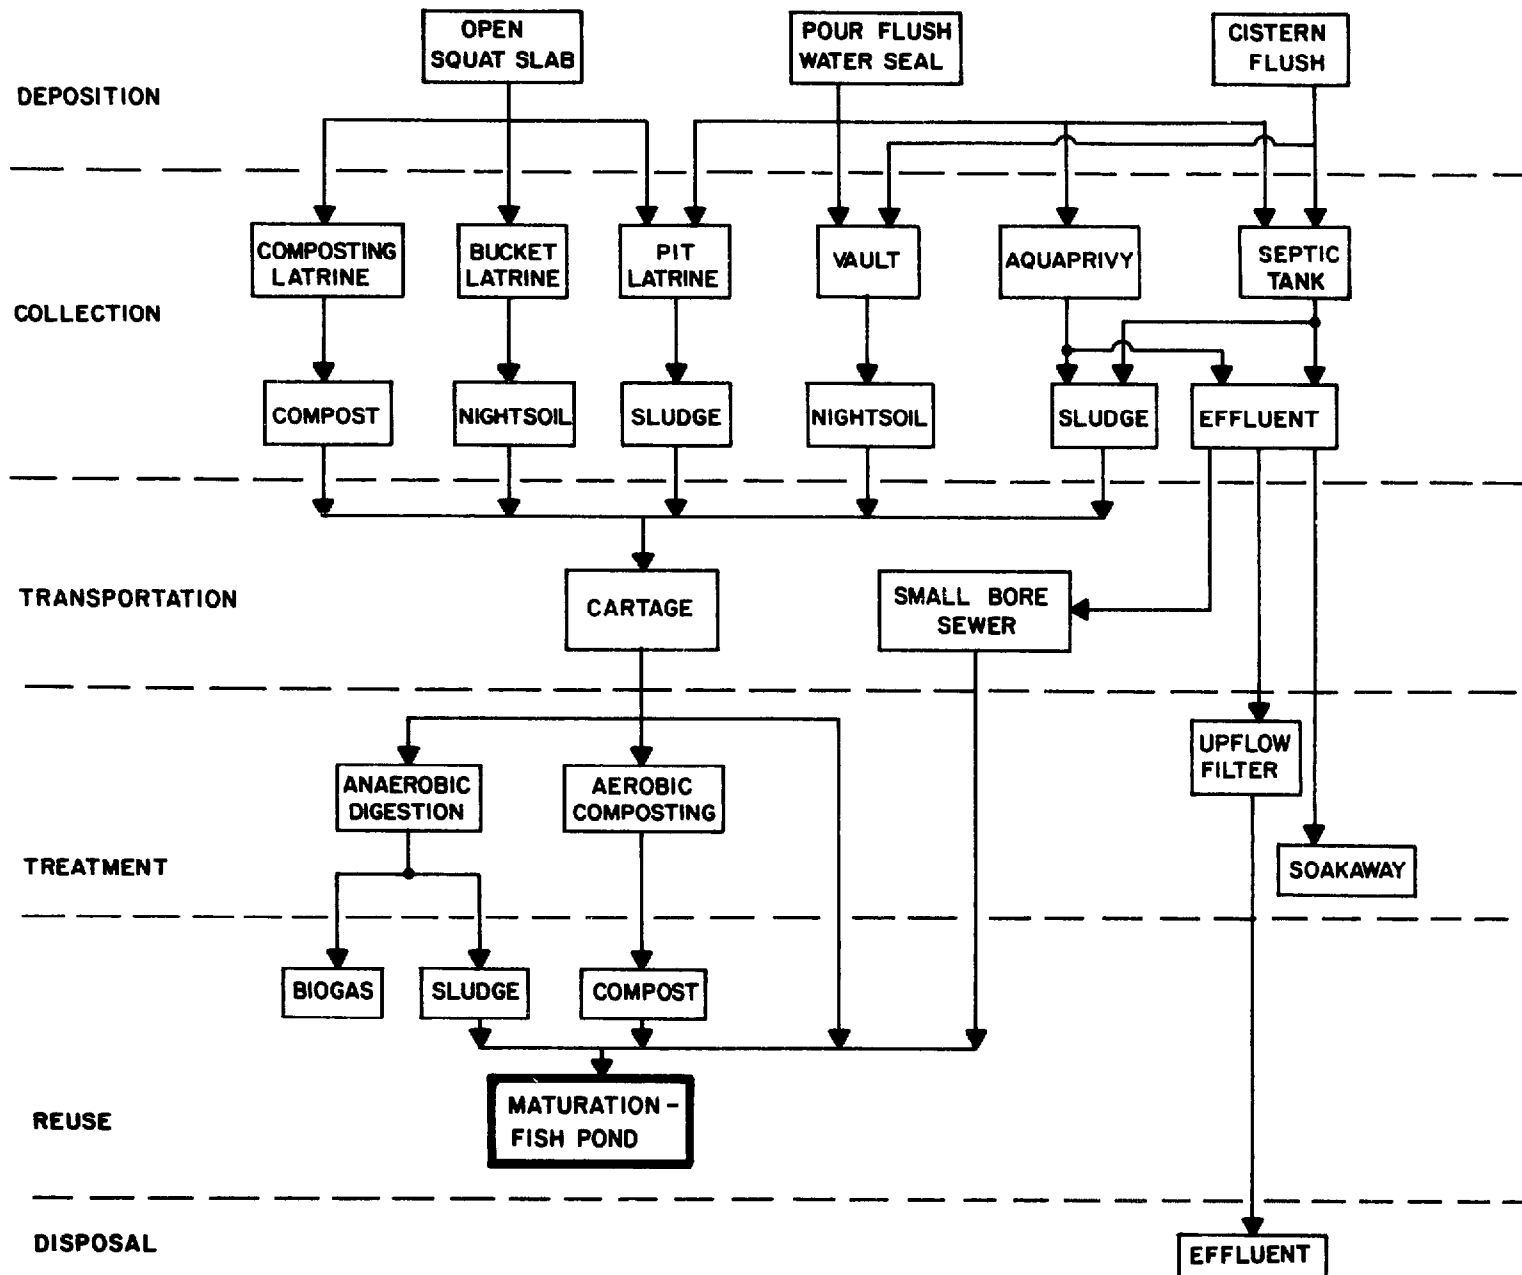 OPEN
SQUAT SLAB
POUR FLUSH
WATER SEAL
CISTERN
FLUSH
DEPOSITION
COMPOSTING
LATRINE
BUCKET
LATRINE
PIT
LATRINE
VAULT
AQUAPRIVY
SEPTIC
TANK
COLLECTION
COMPOST
NIGHTSOIL
SLUDGE
NIGHTSOIL
SLUDGE
EFFLUENT
TRANSPORTATION
CARTAGE
SMALL BORE
SEWER
UPFLOW
FILTER
ANAEROBIC
DIGESTION
AEROBIC
COMPOSTING
TREATMENT
SOAKAWAY
BIOGAS
SLUDGE
COMPOST
REUSE
MATURATION -
FISH POND
DISPOSAL
EFFLUENT